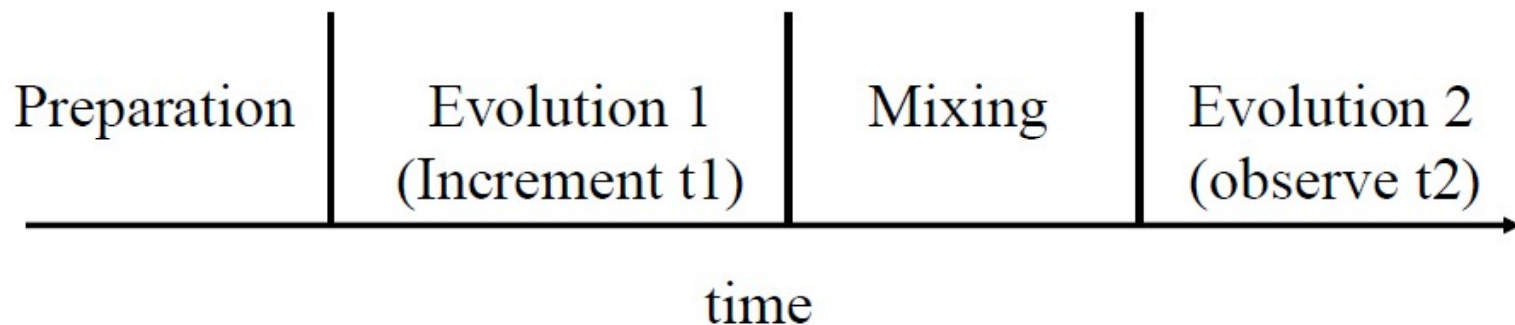 Preparation
Evolution 1
(Increment t1)
Mixing
Evolution 2
(observe t2)
time